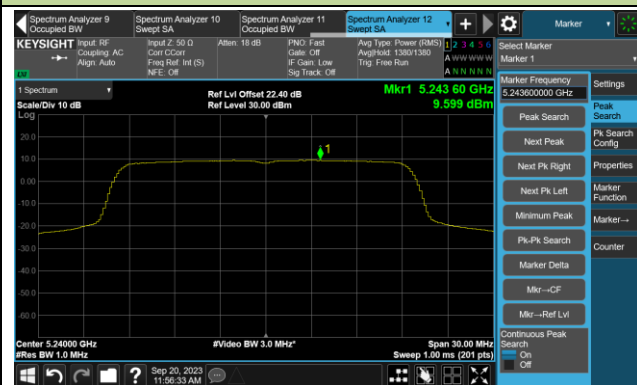 Spectrum Analyzer 9
Occupied BW
Spectrum Analyzer 10
Swept SA
Spectrum Analyzer 11
Occupied BW
Spectrum Analyzer 12
Swept SA
Marker
KEYSIGHT
Input: RF
Coupling: AC
Align: Auto
Input Z: 50 Ω
Corr CCorr
Freq Ref: Int (S)
NFE: Off
Atten: 18 dB
PNO: Fast
Gate: Off
IF Gain: Low
Sig Track: Off
Avg Type: Power (RMS)
Avg|Hold: 1380/1380
Trig: Free Run
1 2 3 4 5 6
A W W W W W
A N N N N N
Select Marker
Marker 1
1 Spectrum
Scale/Div 10 dB
Ref Lvl Offset 22.40 dB
Ref Level 30.00 dBm
Mkr1 5.243 60 GHz
9.599 dBm
Log
20.0
10.0
0.00
-10.0
-20.0
-30.0
-40.0
-50.0
-60.0
1
Center 5.24000 GHz
#Res BW 1.0 MHz
#Video BW 3.0 MHz*
Span 30.00 MHz
Sweep 1.00 ms (201 pts)
Marker Frequency
5.243600000 GHz
Peak Search
Next Peak
Next Pk Right
Next Pk Left
Minimum Peak
Pk-Pk Search
Marker Delta
Mkr→CF
Mkr→Ref Lvl
Continuous Peak
Search
On
Off
Settings
Peak
Search
Pk Search
Config
Properties
Marker
Function
Marker→
Counter
Sep 20, 2023
11:56:33 AM